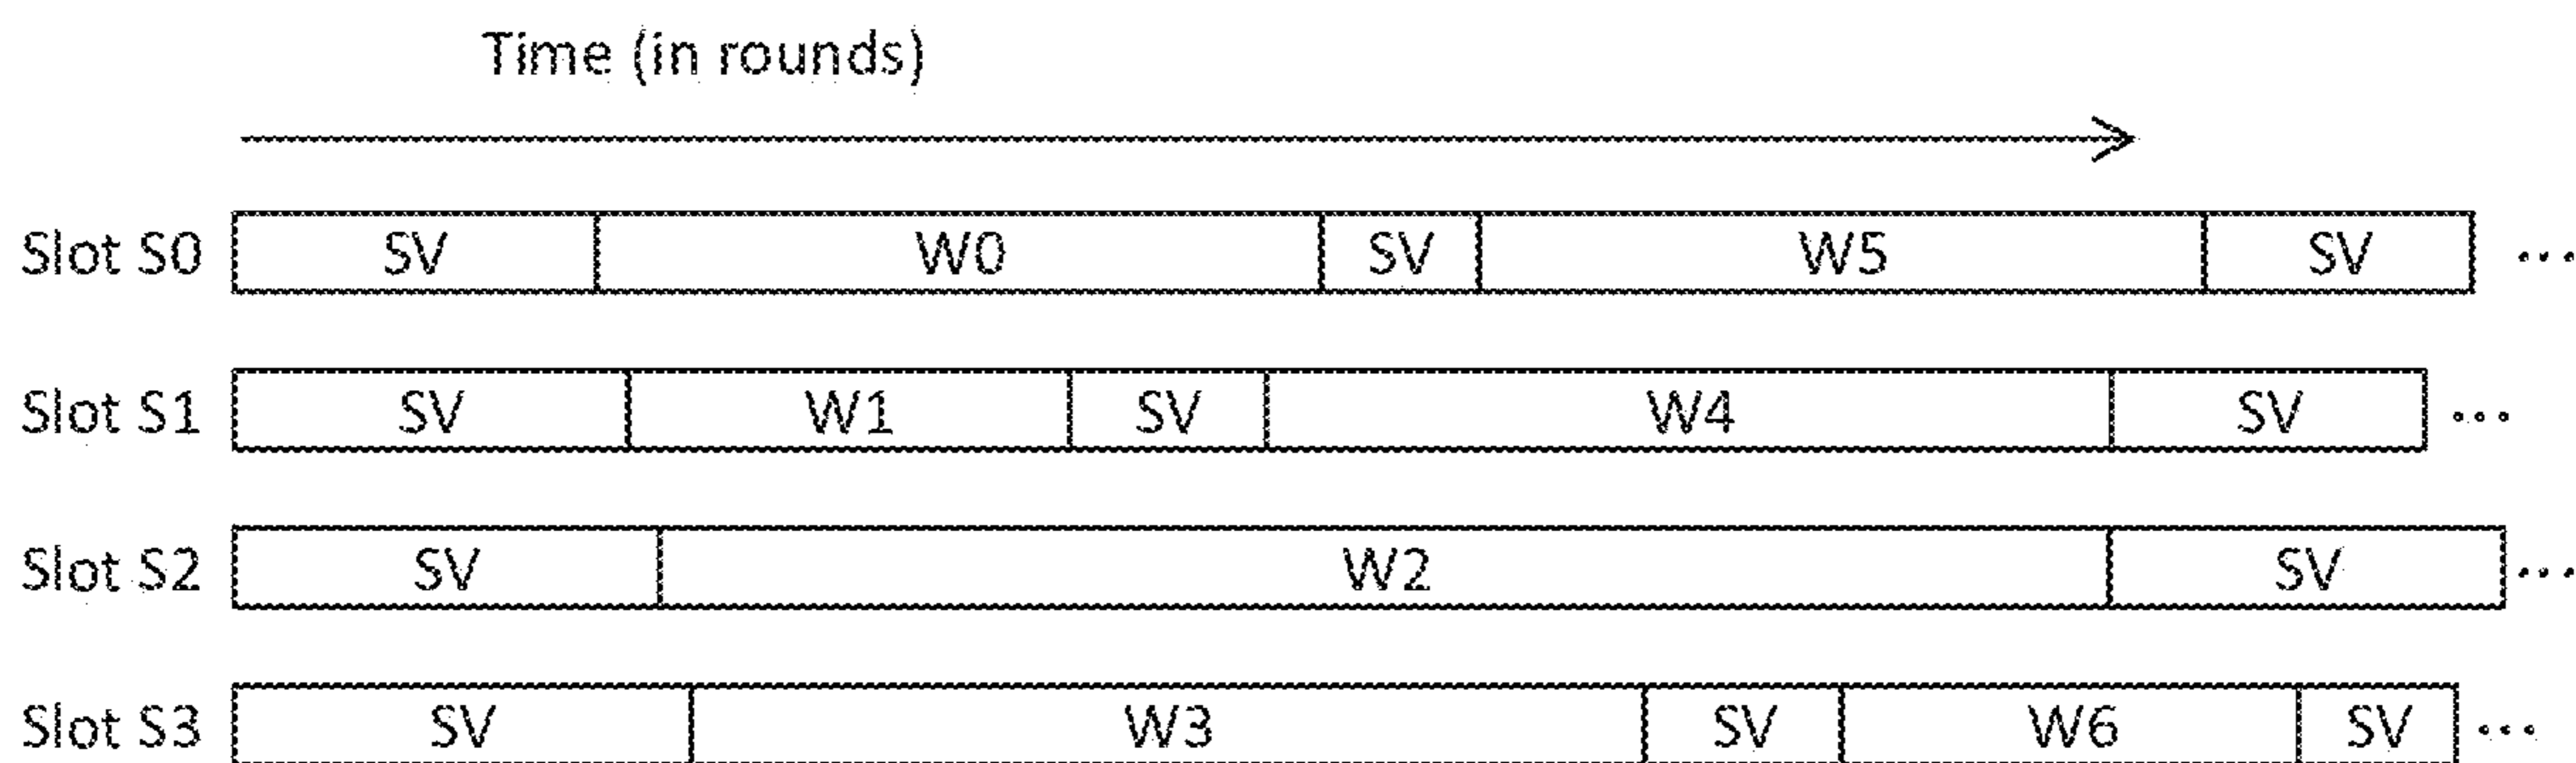 Time (in rounds)
Slot S0 SV W0 SV W5 SV ...
Slot S1 SV W1 SV W4 SV ...
Slot S2 SV W2 SV ...
Slot S3 SV W3 SV W6 SV ...